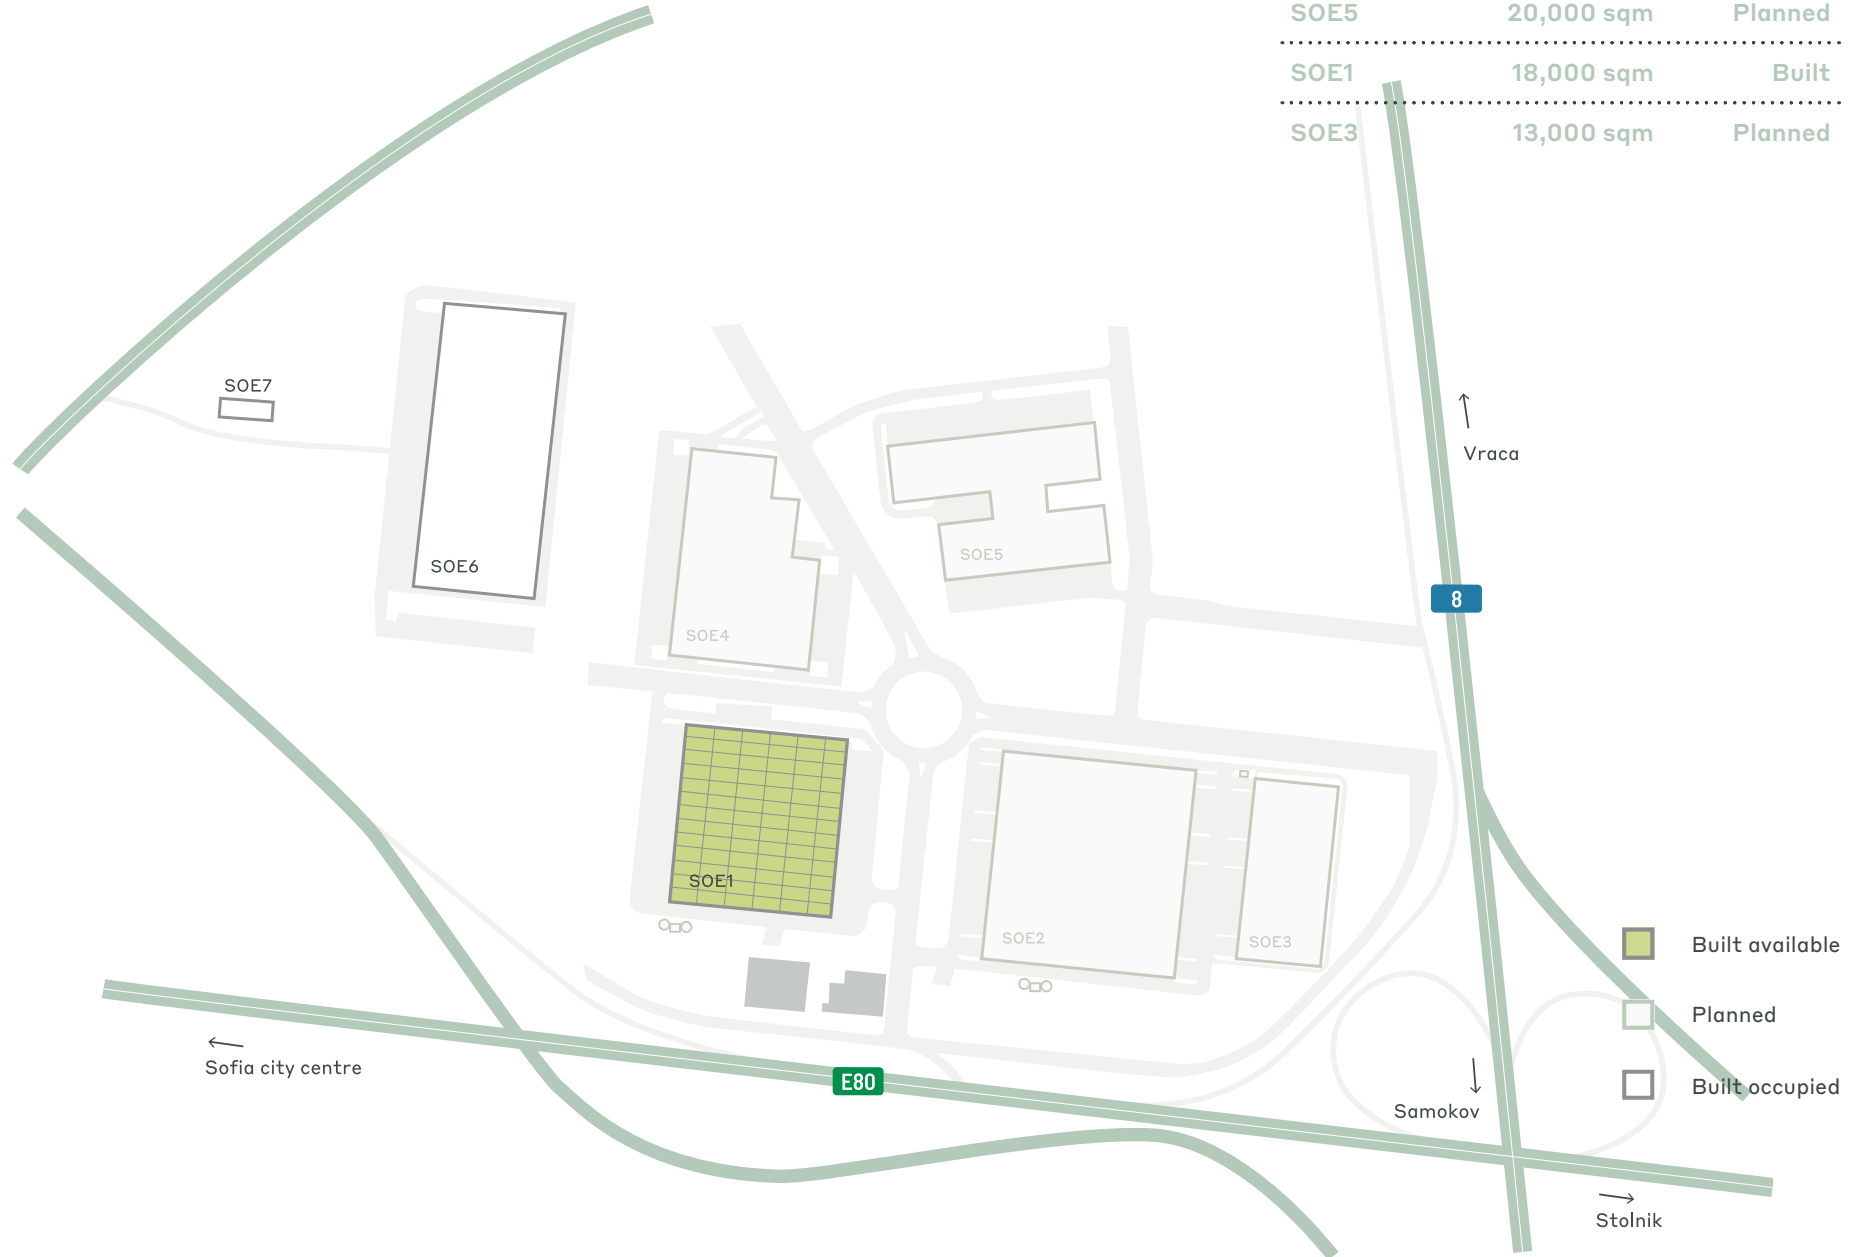 SOE5 20,000 sqm Planned
SOE1 18,000 sqm Built
SOE3 13,000 sqm Planned
SOE7
Vraca
SOE6
SOE5
8
SOE4
SOE1
SOE2
SOE3
Built available
Planned
Sofia city centre
E80
Built occupied
Samokov
Stolnik